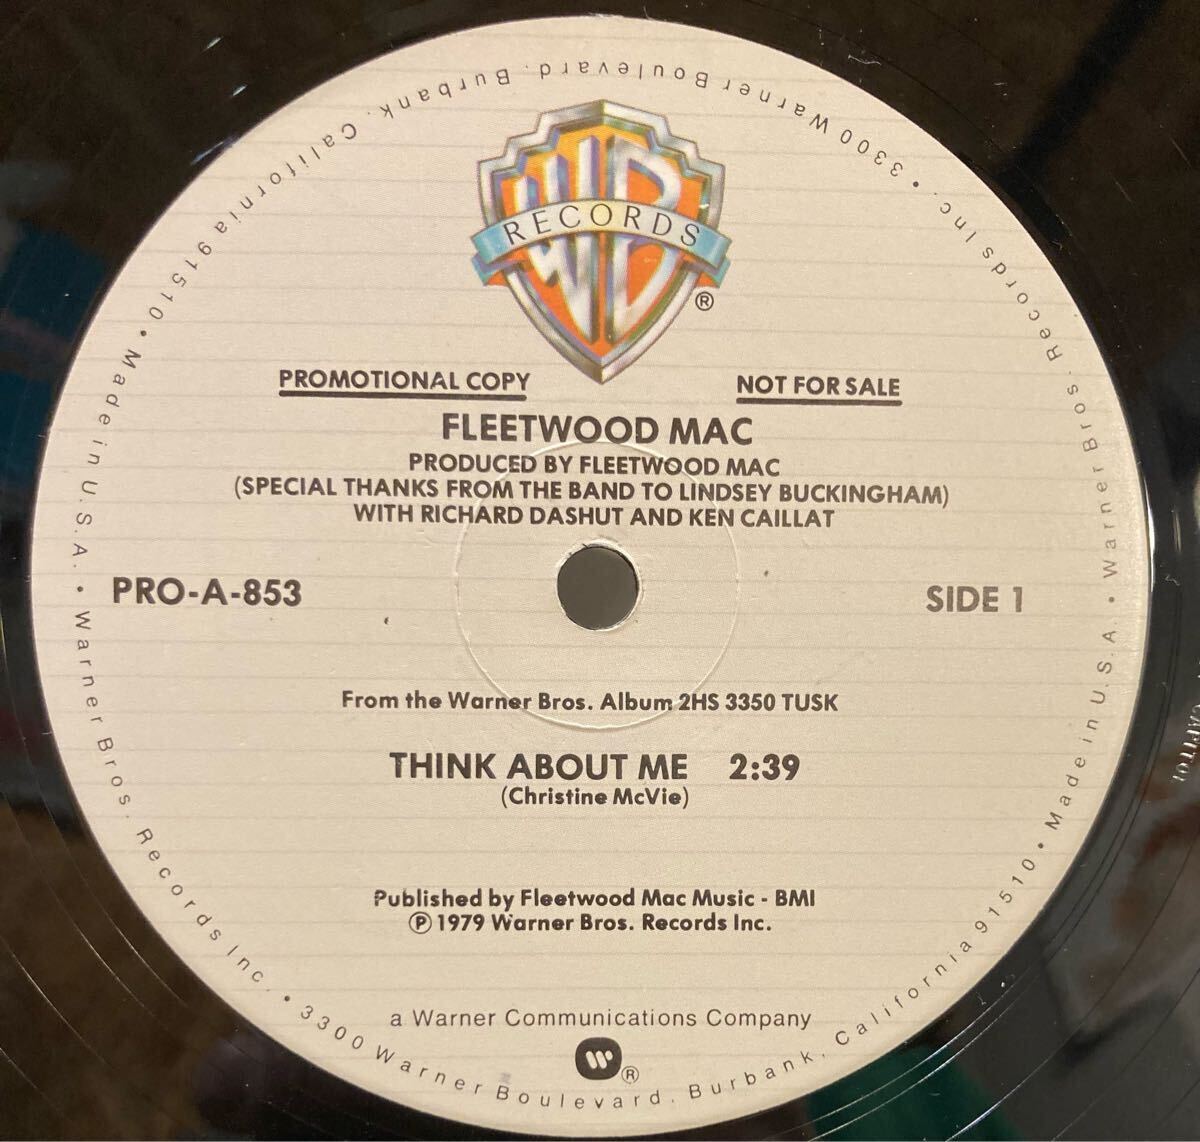 WB
RECORDS
®
PROMOTIONAL COPY
NOT FOR SALE
FLEETWOOD MAC
PRODUCED BY FLEETWOOD MAC
(SPECIAL THANKS FROM THE BAND TO LINDSEY BUCKINGHAM)
WITH RICHARD DASHUT AND KEN CAILLAT
PRO-A-853
SIDE 1
From the Warner Bros. Album 2HS 3350 TUSK
THINK ABOUT ME 2:39
(Christine McVie)
Published by Fleetwood Mac Music - BMI
Ⓟ 1979 Warner Bros. Records Inc.
a Warner Communications Company
®
Warner Bros. Records Inc. • 3300 Warner Boulevard, Burbank, California 91510 • Made in U.S.A. •
Warner Bros. Records Inc. • 3300 Warner Boulevard, Burbank, California 91510 • Made in U.S.A. •